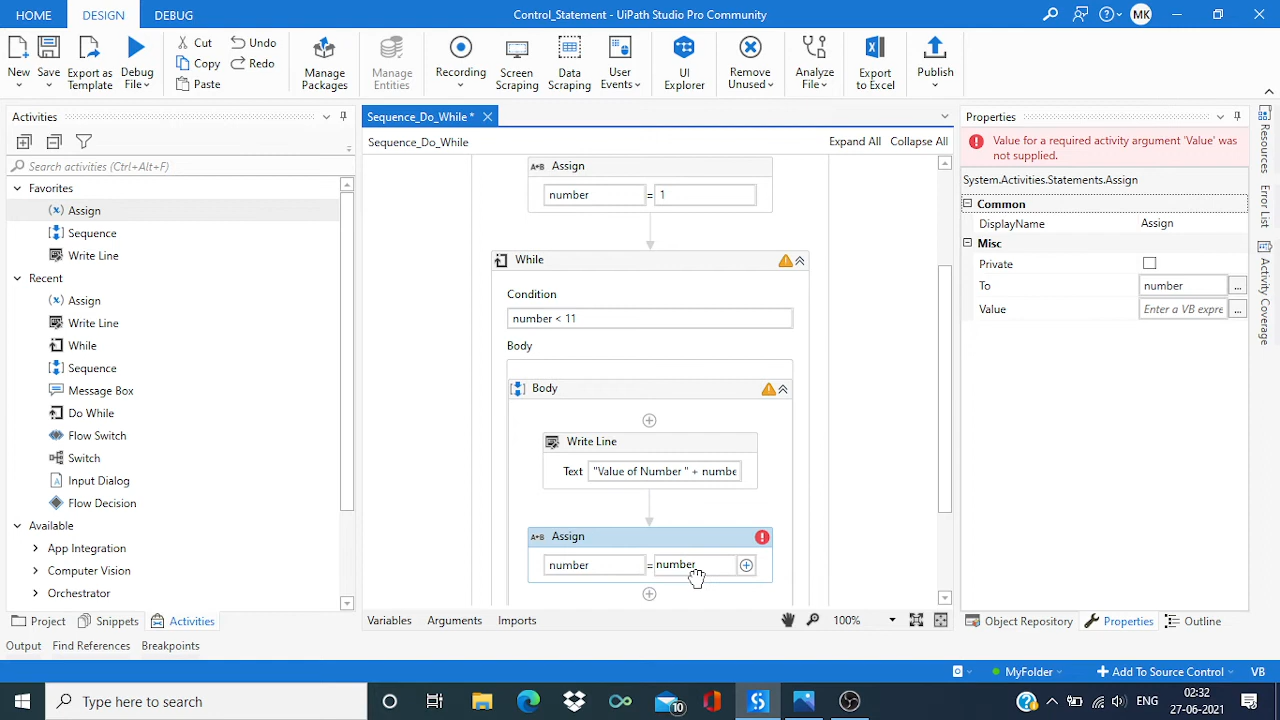 HOME DESIGN DEBUG Control_Statement - UiPath Studio Pro Community MK
New Save Export as Template Debug File Cut Copy Paste Undo Redo Manage Packages Manage Entities Recording Screen Scraping Data Scraping User Events UI Explorer Remove Unused Analyze File Export to Excel Publish
Activities
Search activities (Ctrl+Alt+F)
Favorites
Assign
Sequence
Write Line
Recent
Assign
Write Line
While
Sequence
Message Box
Do While
Flow Switch
Switch
Input Dialog
Flow Decision
Available
App Integration
Computer Vision
Orchestrator
Project Snippets Activities
Sequence_Do_While *
Sequence_Do_While Expand All Collapse All
A+B Assign
number = 1
While
Condition
number < 11
Body
Body
Write Line
Text "Value of Number " + numbe
A+B Assign
number = number
Variables Arguments Imports 100%
Properties
Value for a required activity argument 'Value' was
not supplied.
System.Activities.Statements.Assign
Common
DisplayName Assign
Misc
Private
To number ...
Value Enter a VB expre ...
Object Repository Properties Outline
Resources
Error List
Activity Coverage
Output Find References Breakpoints
MyFolder Add To Source Control VB
Type here to search 10 ENG 02:32
27-06-2021